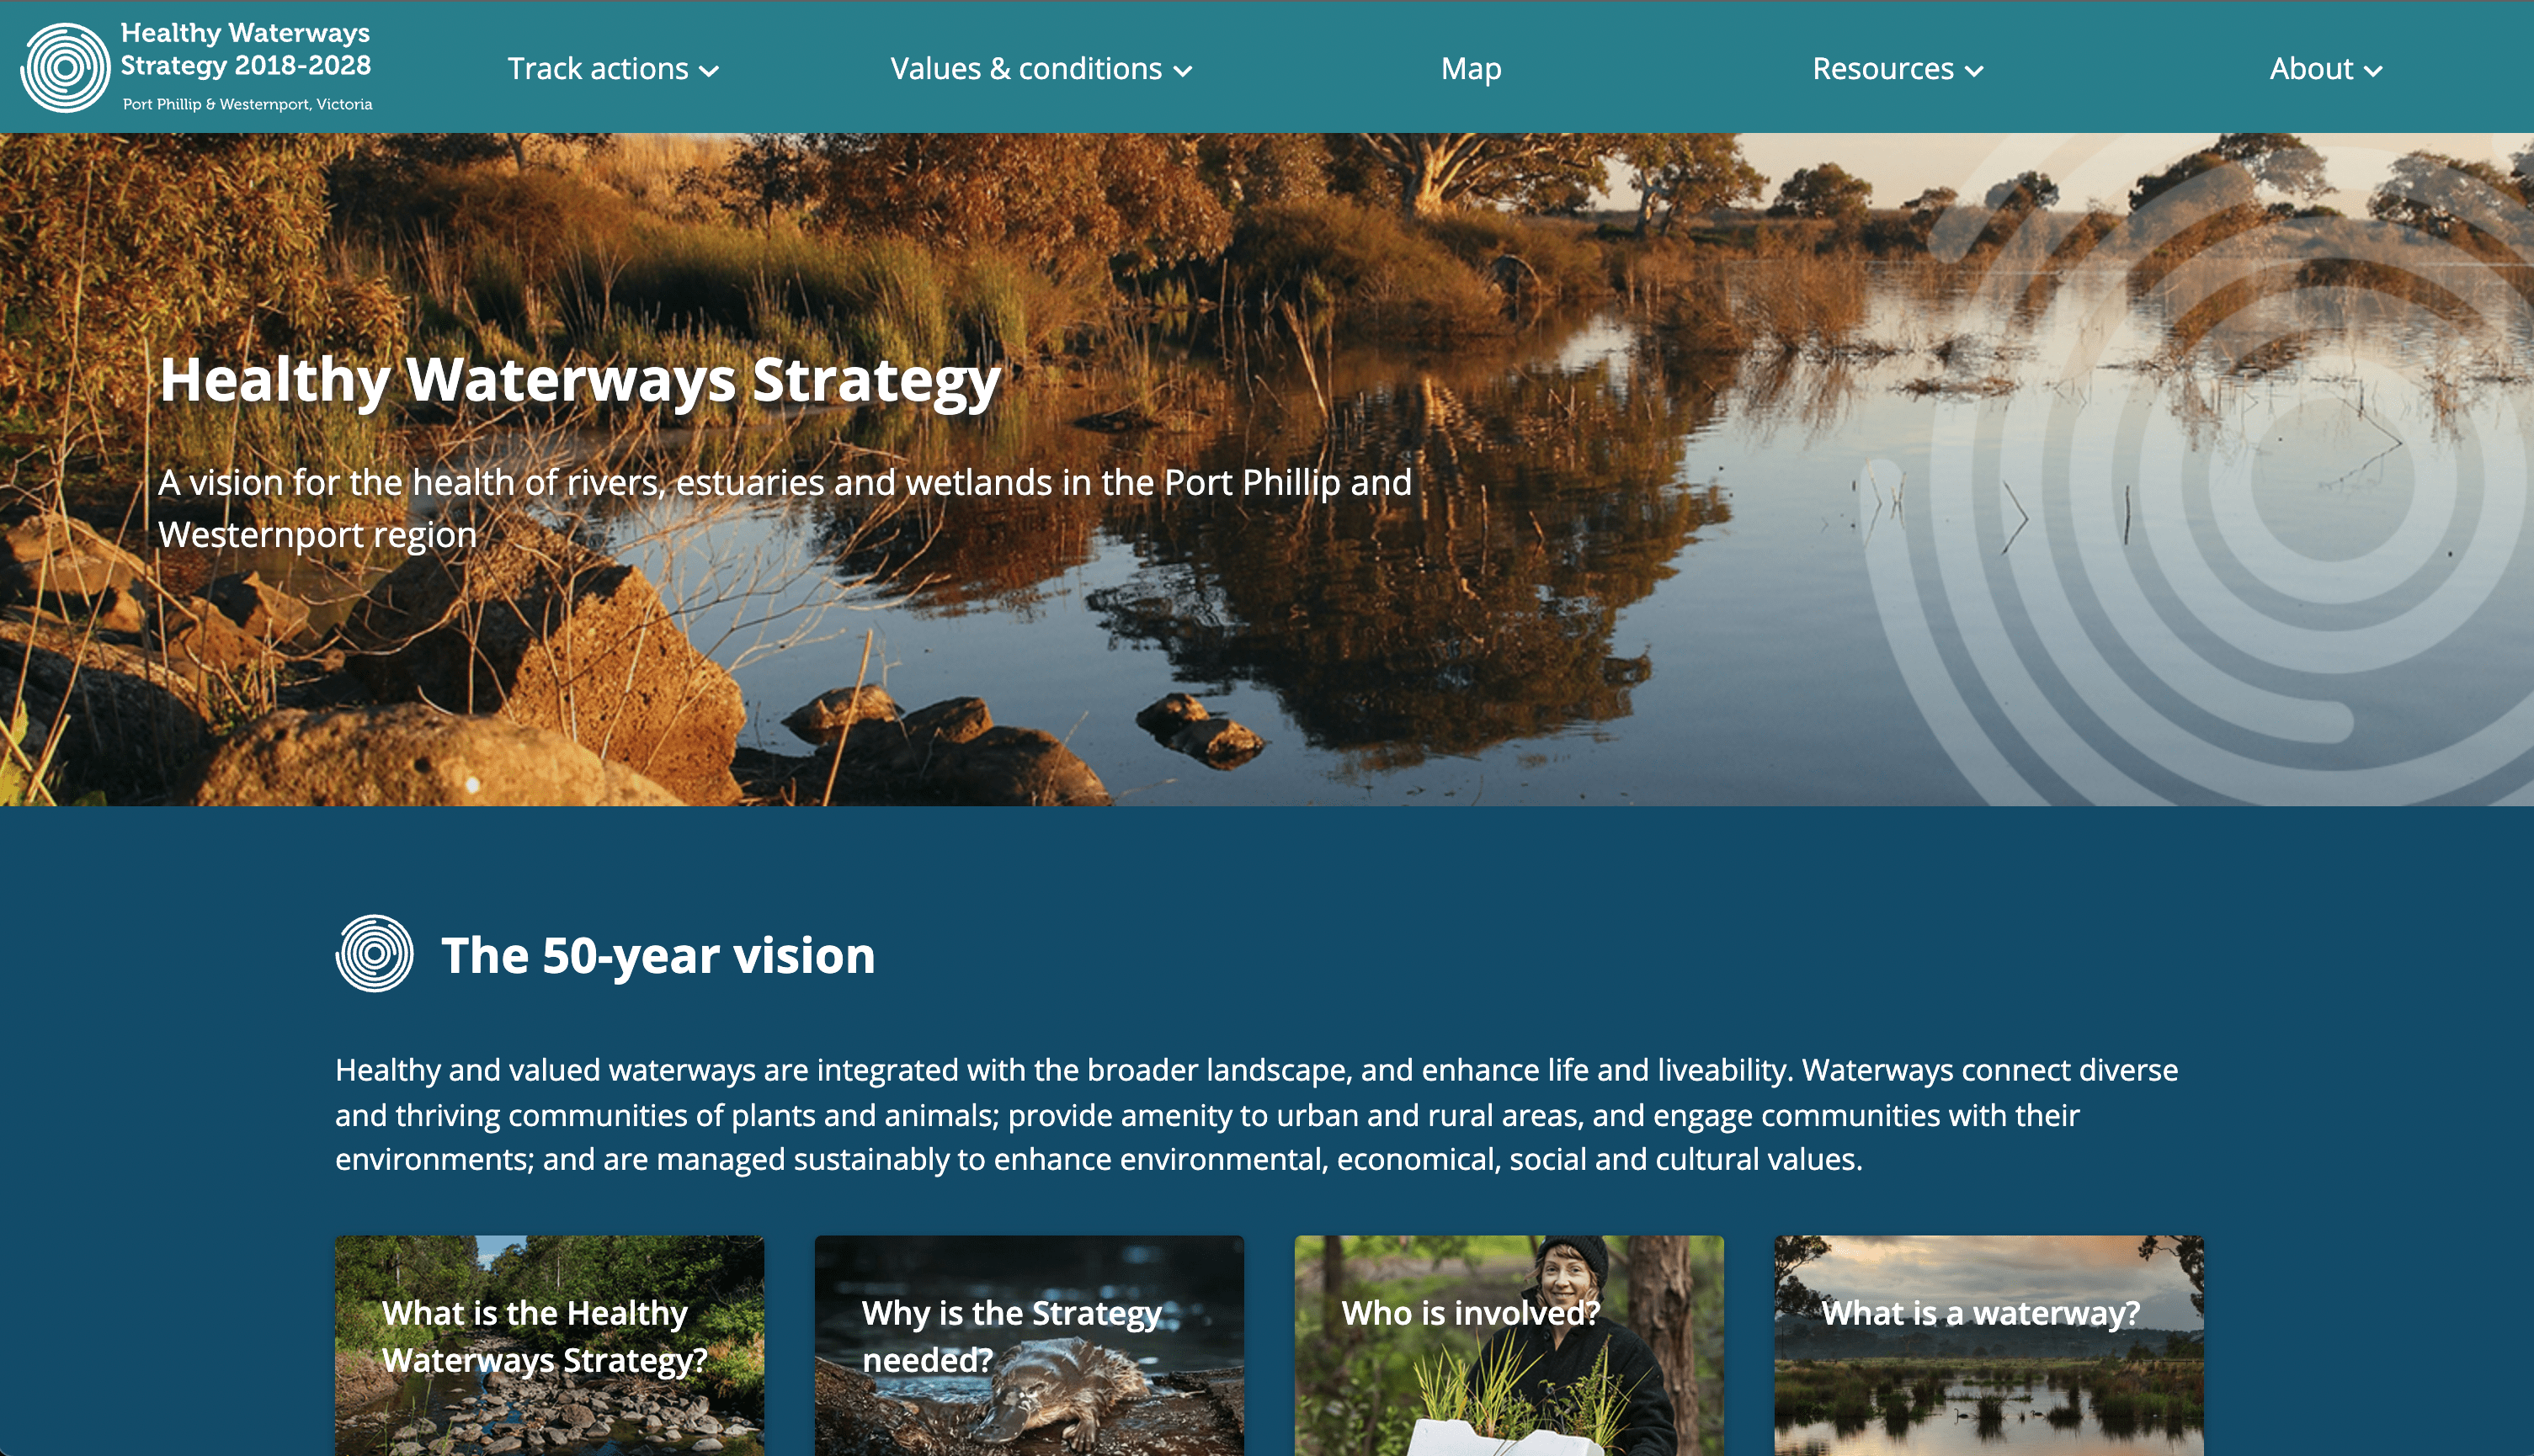 Healthy Waterways
Strategy 2018-2028
Port Phillip & Westernport, Victoria
Track actions
Values & conditions
Map
Resources
About
Healthy Waterways Strategy
A vision for the health of rivers, estuaries and wetlands in the Port Phillip and
Westernport region
The 50-year vision
Healthy and valued waterways are integrated with the broader landscape, and enhance life and liveability. Waterways connect diverse
and thriving communities of plants and animals; provide amenity to urban and rural areas, and engage communities with their
environments; and are managed sustainably to enhance environmental, economical, social and cultural values.
What is the Healthy
Waterways Strategy?
Why is the Strategy
needed?
Who is involved?
What is a waterway?